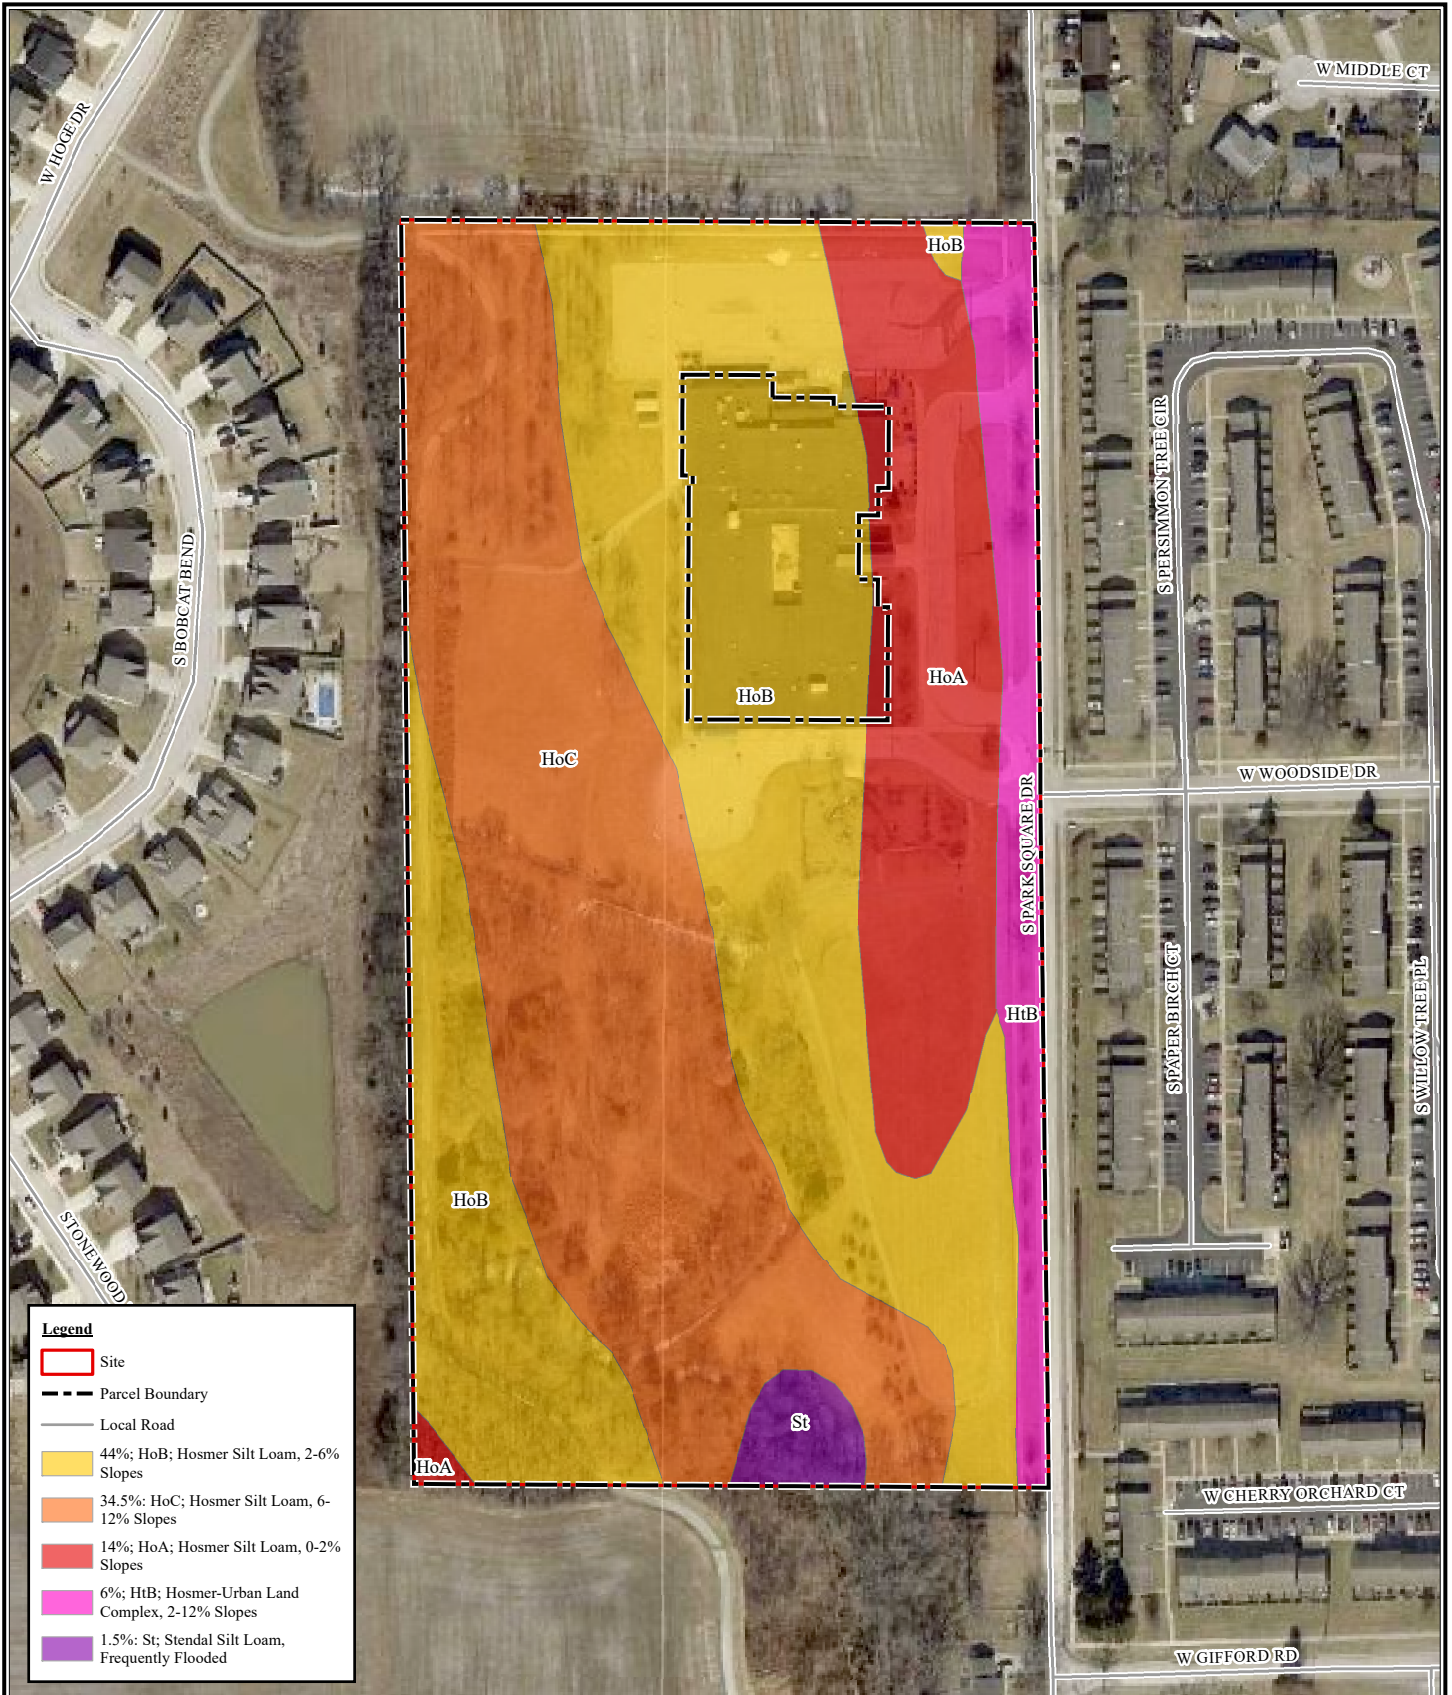 W MIDDLE CT
W HOGE DR
HoB
S PERSIMMON TREE CIR
S BOBCAT BEND
HoA
HoB
HoC
W WOODSIDE DR
S PARK SQUARE DR
HtB
S PAPER BIRCH CT
S WILLOW TREE PL
HoB
STONEWOOD
St
HoA
W CHERRY ORCHARD CT
W GIFFORD RD
Legend
Site
Parcel Boundary
Local Road
44%; HoB; Hosmer Silt Loam, 2-6%
Slopes
34.5%: HoC; Hosmer Silt Loam, 6-
12% Slopes
14%; HoA; Hosmer Silt Loam, 0-2%
Slopes
6%; HtB; Hosmer-Urban Land
Complex, 2-12% Slopes
1.5%: St; Stendal Silt Loam,
Frequently Flooded